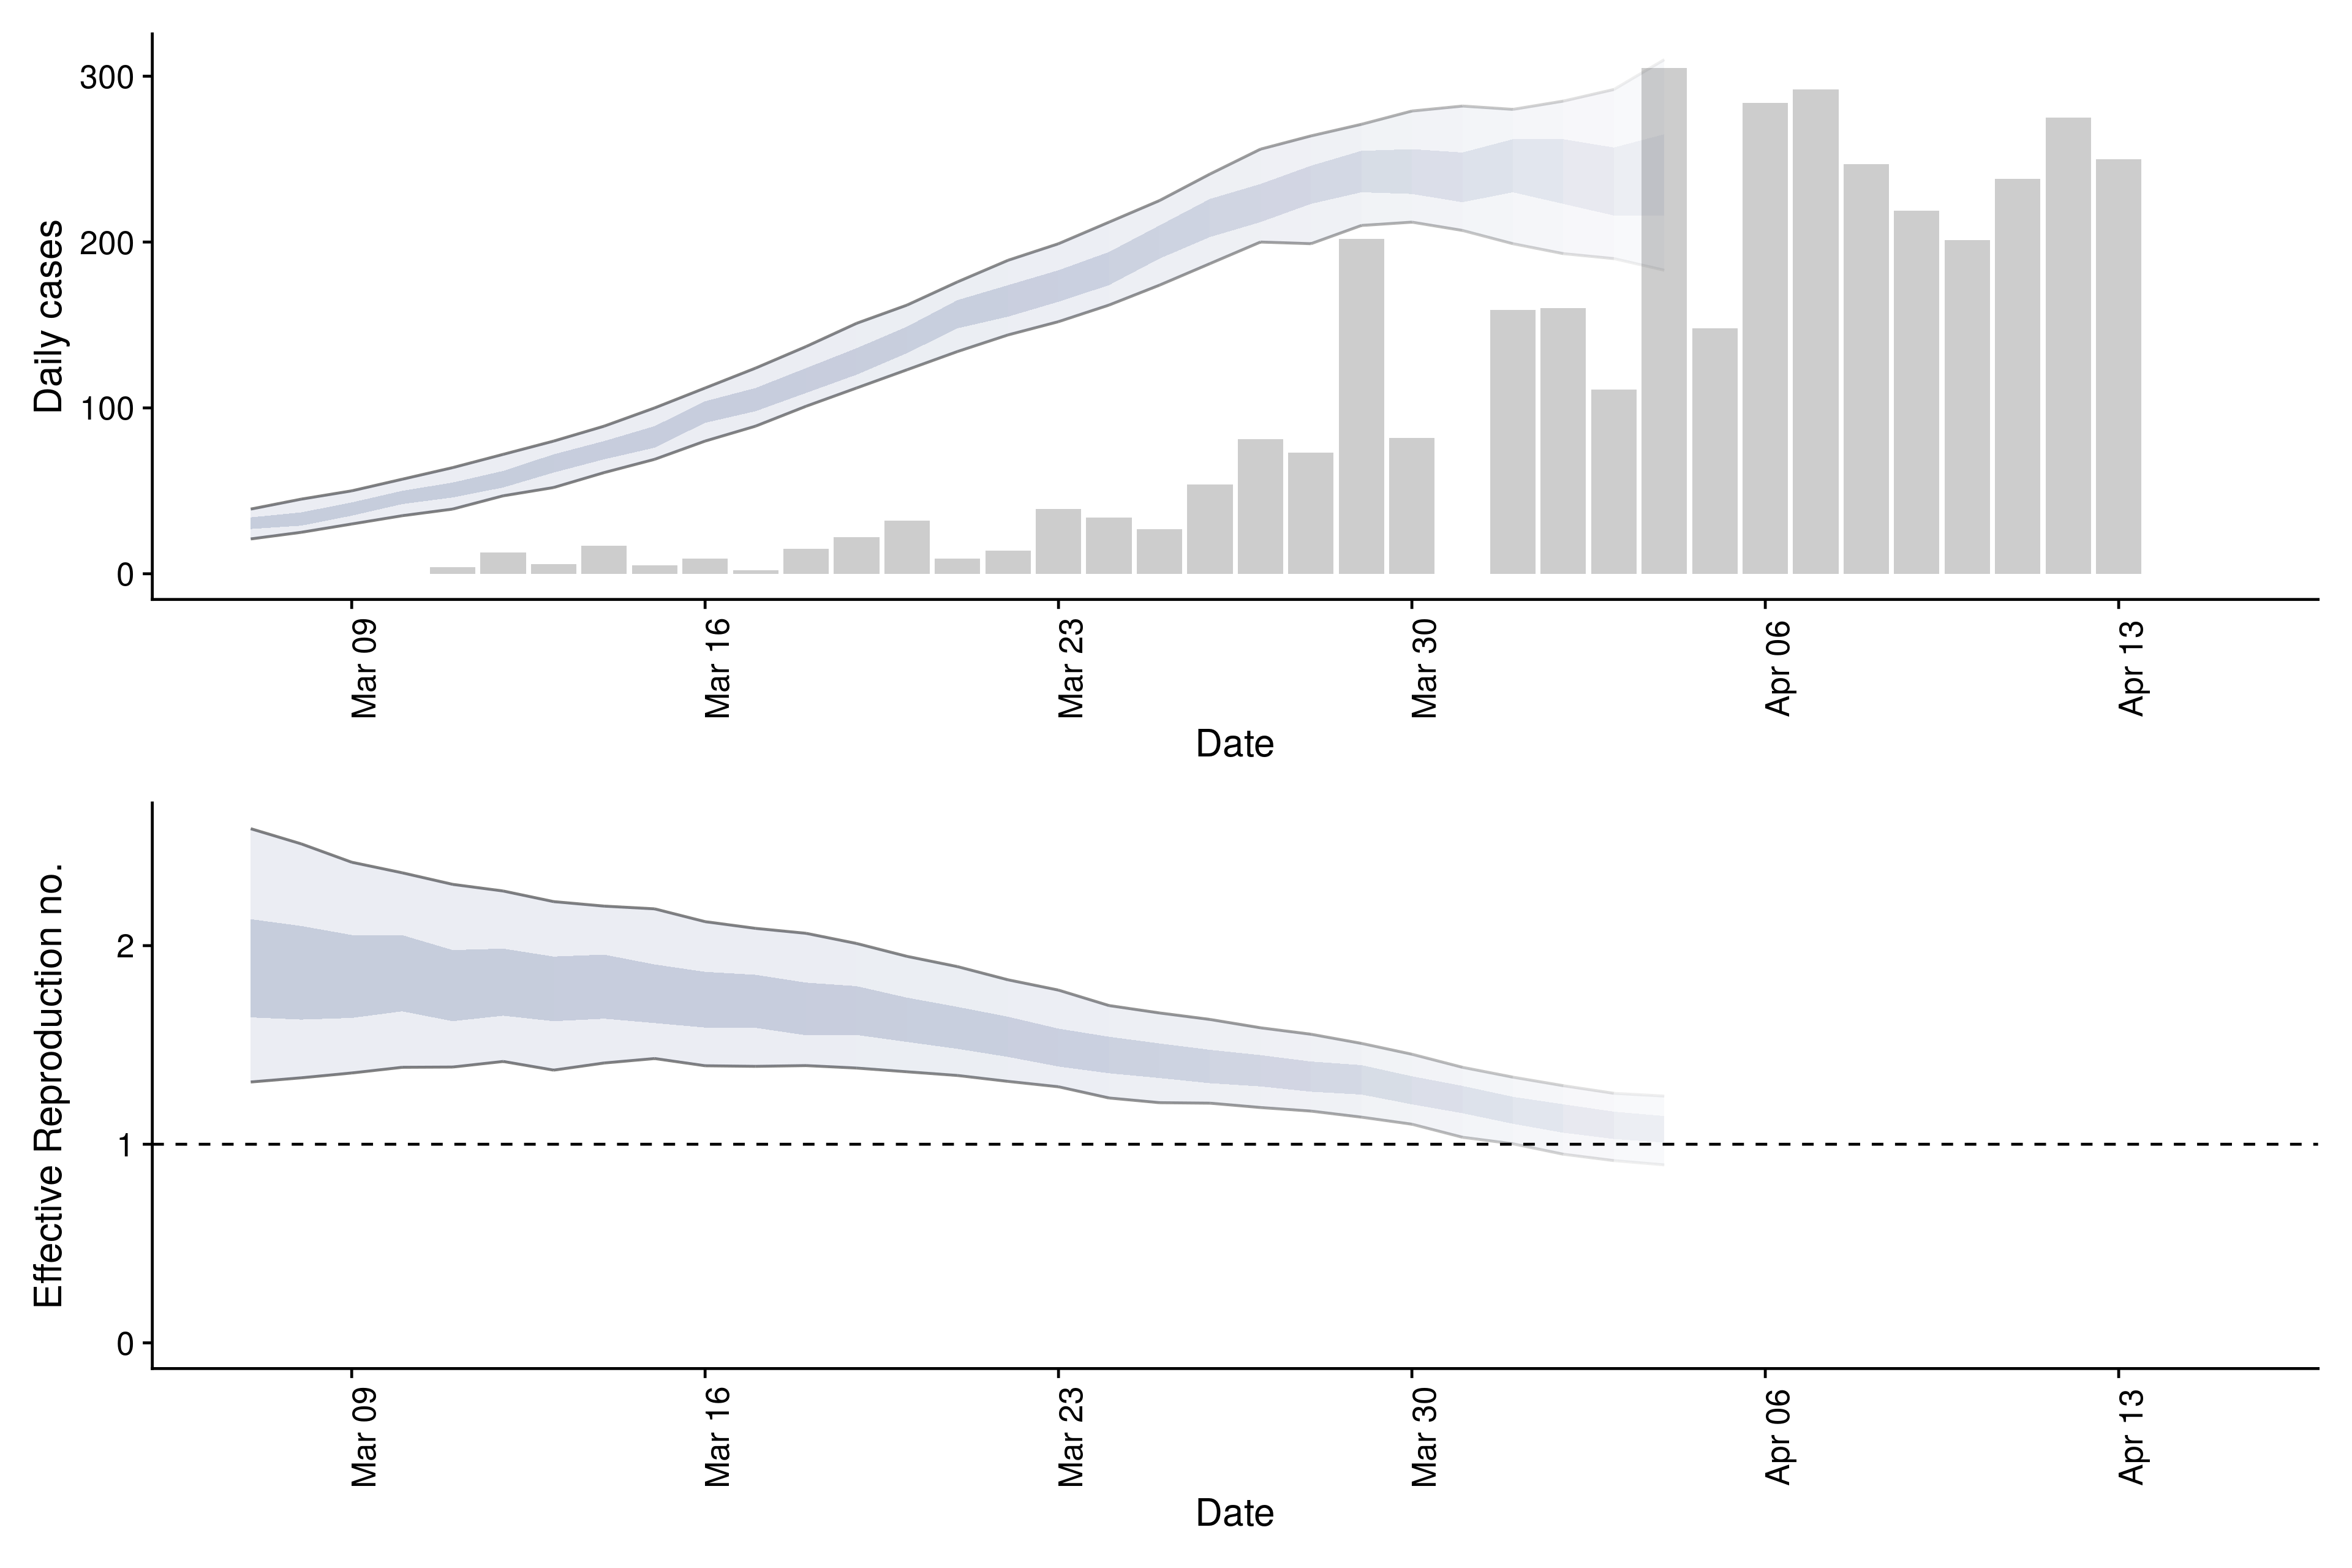 Daily cases
300
200
100
0
Mar 09
Mar 16
Mar 23
Mar 30
Apr 06
Apr 13
Date
Effective Reproduction no.
2
1
0
Mar 09
Mar 16
Mar 23
Mar 30
Apr 06
Apr 13
Date